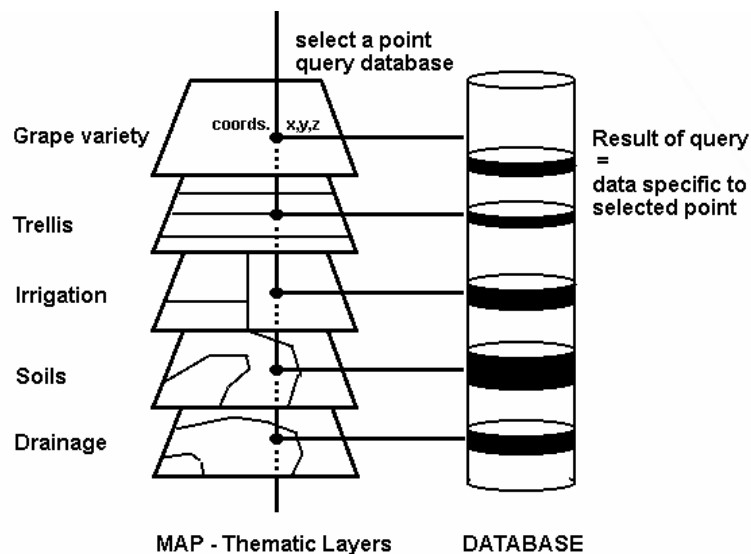 select a point
query database
Grape variety
coords. x,y,z
Result of query
=
data specific to
selected point
Trellis
Irrigation
Soils
Drainage
MAP - Thematic Layers
DATABASE